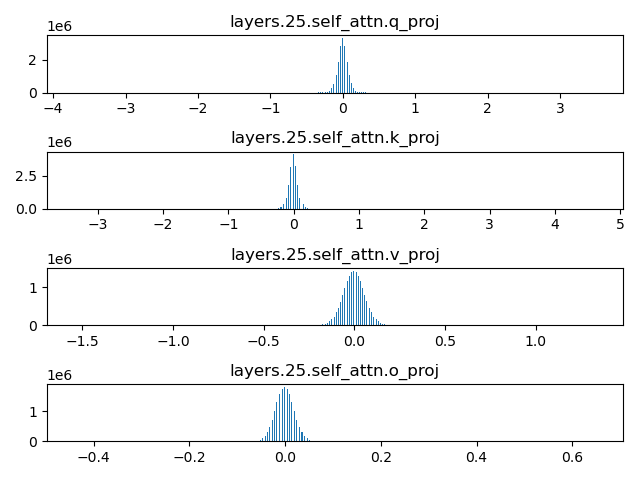 layers.25.self_attn.q_proj
1e6
2
0
−4 −3 −2 −1 0 1 2 3
layers.25.self_attn.k_proj
1e6
2.5
0.0
−3 −2 −1 0 1 2 3 4 5
layers.25.self_attn.v_proj
1e6
1
0
−1.5 −1.0 −0.5 0.0 0.5 1.0
layers.25.self_attn.o_proj
1e6
1
0
−0.4 −0.2 0.0 0.2 0.4 0.6